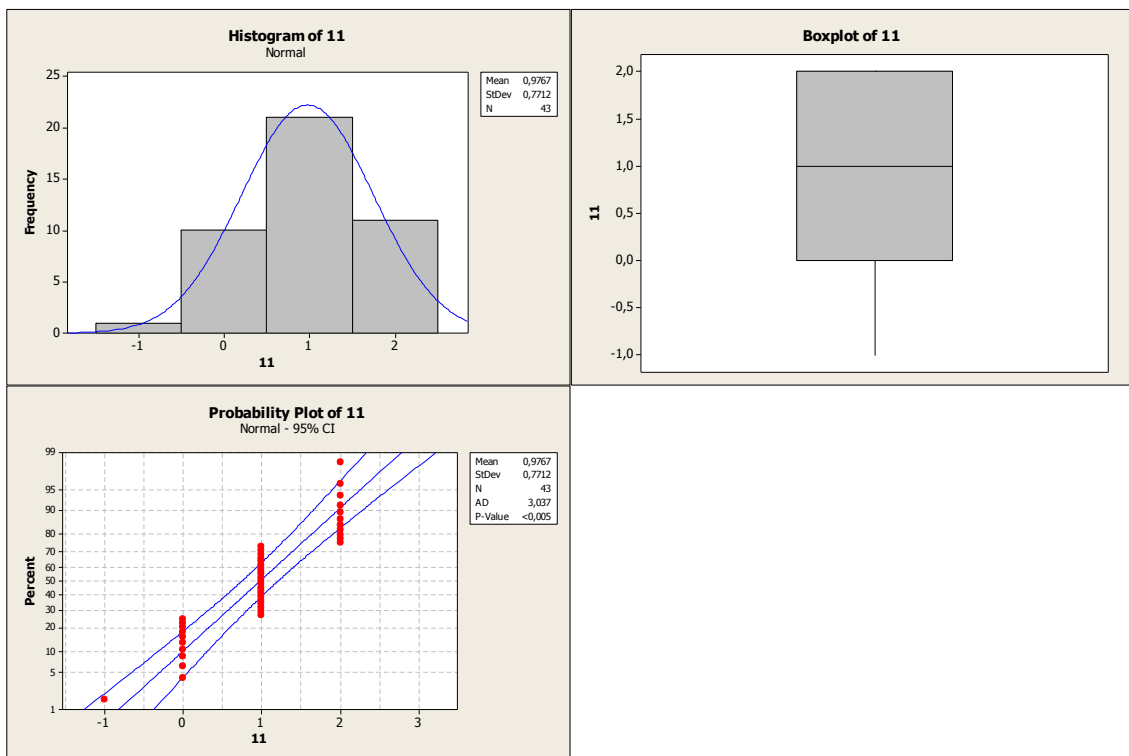 Histogram of 11
Normal
Mean 0,9767
StDev 0,7712
N 43
25
20
15
10
5
0
Frequency
-1 0 1 2
11
Boxplot of 11
2,0
1,5
1,0
0,5
0,0
-0,5
-1,0
11
Probability Plot of 11
Normal - 95% CI
Mean 0,9767
StDev 0,7712
N 43
AD 3,037
P-Value <0,005
99
95
90
80
70
60
50
40
30
20
10
5
1
Percent
-1 0 1 2 3
11